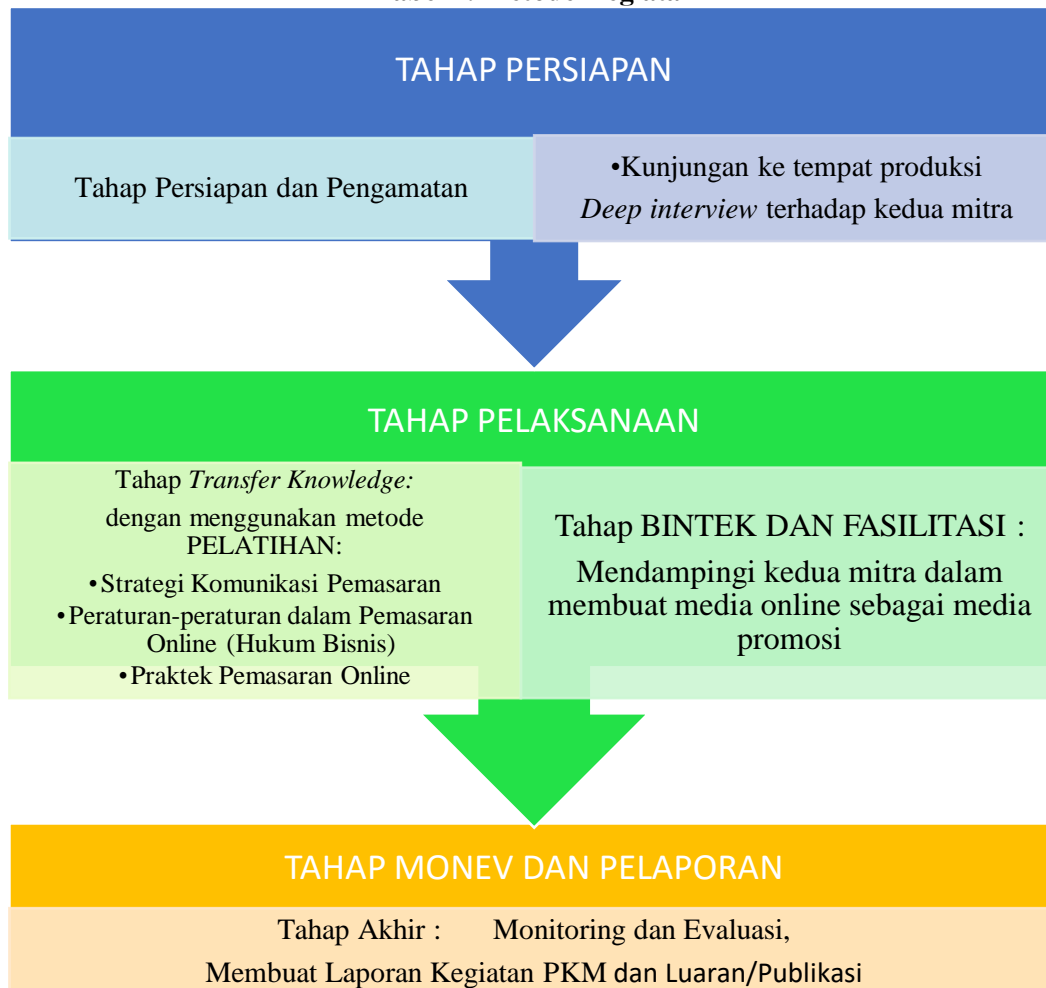 TAHAP PERSIAPAN
Tahap Persiapan dan Pengamatan
•Kunjungan ke tempat produksi
Deep interview terhadap kedua mitra
TAHAP PELAKSANAAN
Tahap Transfer Knowledge:
dengan menggunakan metode
PELATIHAN:
•Strategi Komunikasi Pemasaran
•Peraturan-peraturan dalam Pemasaran
Online (Hukum Bisnis)
•Praktek Pemasaran Online
Tahap BINTEK DAN FASILITASI :
Mendampingi kedua mitra dalam
membuat media online sebagai media
promosi
TAHAP MONEV DAN PELAPORAN
Tahap Akhir : Monitoring dan Evaluasi,
Membuat Laporan Kegiatan PKM dan Luaran/Publikasi